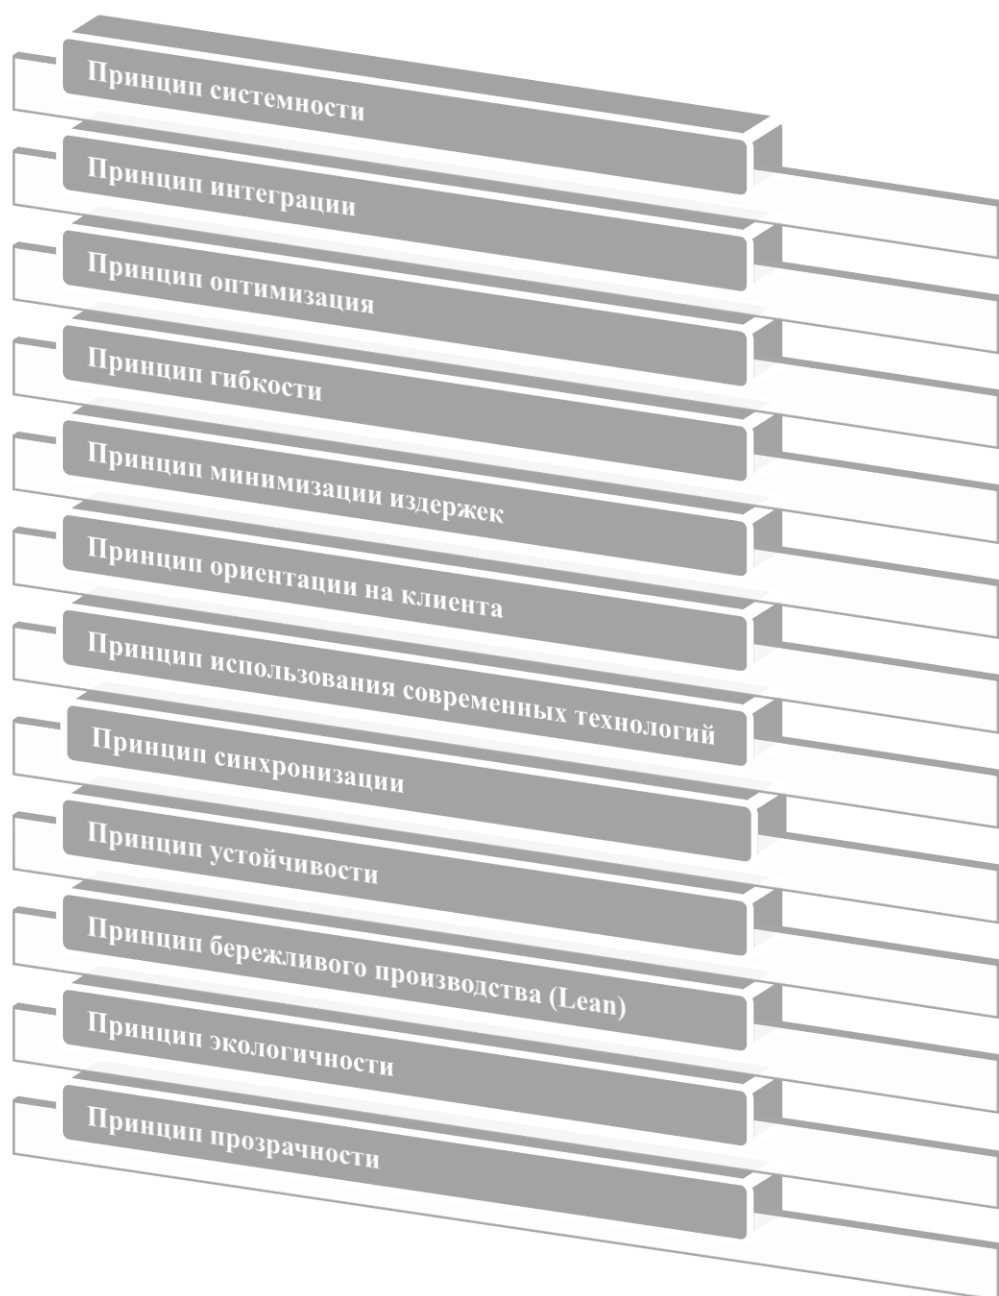 Принцип системности
Принцип интеграции
Принцип оптимизация
Принцип гибкости
Принцип минимизации издержек
Принцип ориентации на клиента
Принцип использования современных технологий
Принцип синхронизации
Принцип устойчивости
Принцип бережливого производства (Lean)
Принцип экологичности
Принцип прозрачности